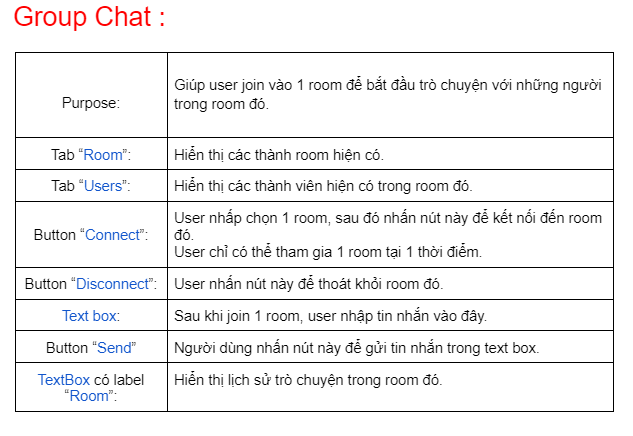 Group Chat :
Purpose:
Giúp user join vào 1 room để bắt đầu trò chuyện với những người
trong room đó.
Tab “Room”:
Hiển thị các thành room hiện có.
Tab “Users”:
Hiển thị các thành viên hiện có trong room đó.
Button “Connect”:
User nhấp chọn 1 room, sau đó nhấn nút này để kết nối đến room
đó.
User chỉ có thể tham gia 1 room tại 1 thời điểm.
Button “Disconnect”:
User nhấn nút này để thoát khỏi room đó.
Text box:
Sau khi join 1 room, user nhập tin nhắn vào đây.
Button “Send”
Người dùng nhấn nút này để gửi tin nhắn trong text box.
TextBox có label
“Room”:
Hiển thị lịch sử trò chuyện trong room đó.